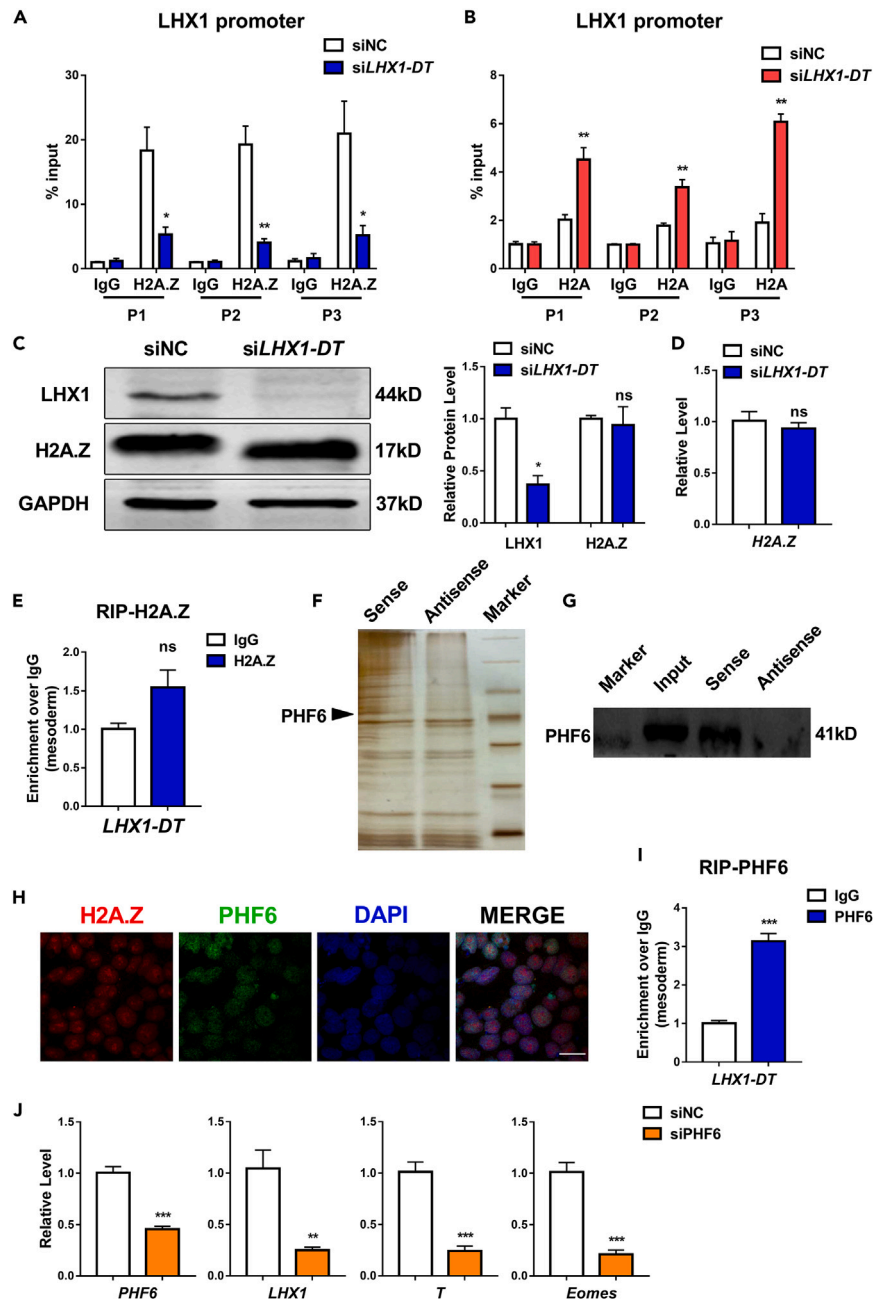 A
LHX1 promoter
siNC
siLHX1-DT
% input
30
20
10
0
*
**
*
IgG H2A.Z IgG H2A.Z IgG H2A.Z
P1 P2 P3
B
LHX1 promoter
siNC
siLHX1-DT
% input
8
6
4
2
0
**
**
**
IgG H2A IgG H2A IgG H2A
P1 P2 P3
C
siNC siLHX1-DT
LHX1 44kD
H2A.Z 17kD
GAPDH 37kD
siNC
siLHX1-DT
Relative Protein Level
1.5
1.0
0.5
0.0
*
ns
LHX1 H2A.Z
D
siNC
siLHX1-DT
Relative Level
1.5
1.0
0.5
0.0
ns
H2A.Z
E
RIP-H2A.Z
IgG
H2A.Z
Enrichment over IgG
(mesoderm)
2.0
1.5
1.0
0.5
0.0
ns
LHX1-DT
F
Sense Antisense Marker
PHF6
G
Marker Input Sense Antisense
PHF6 41kD
H
H2A.Z PHF6 DAPI MERGE
I
RIP-PHF6
IgG
PHF6
Enrichment over IgG
(mesoderm)
4
3
2
1
0
***
LHX1-DT
J
siNC
siPHF6
Relative Level
1.5
1.0
0.5
0.0
***
PHF6
1.5
1.0
0.5
0.0
**
LHX1
1.5
1.0
0.5
0.0
***
T
1.5
1.0
0.5
0.0
***
Eomes